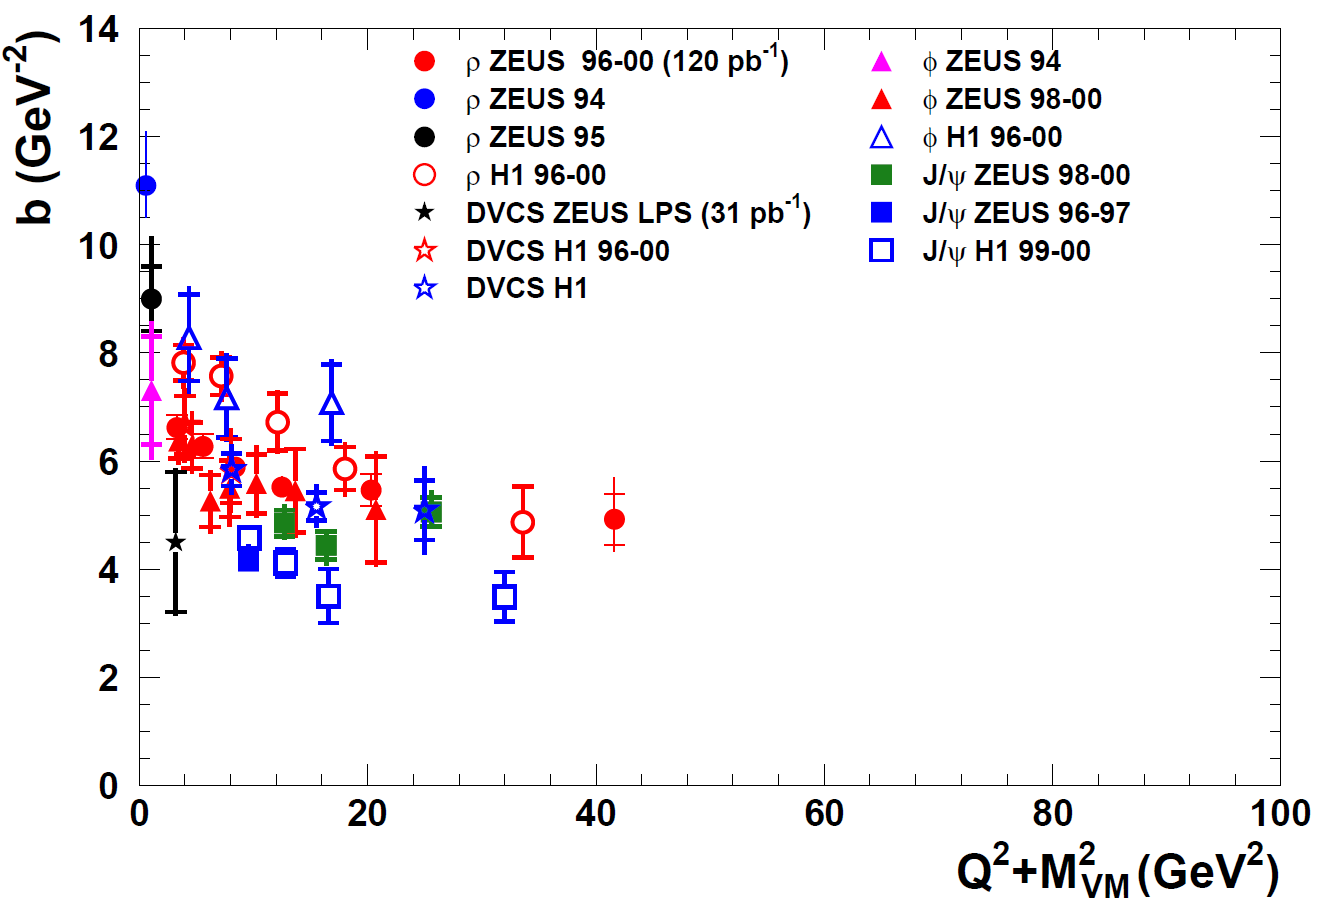 b (GeV⁻²)
14
12
10
8
6
4
2
0
ρ ZEUS 96-00 (120 pb⁻¹)
ρ ZEUS 94
ρ ZEUS 95
ρ H1 96-00
DVCS ZEUS LPS (31 pb⁻¹)
DVCS H1 96-00
DVCS H1
ϕ ZEUS 94
ϕ ZEUS 98-00
ϕ H1 96-00
J/ψ ZEUS 98-00
J/ψ ZEUS 96-97
J/ψ H1 99-00
0 20 40 60 80 100
Q²+M²VM (GeV²)